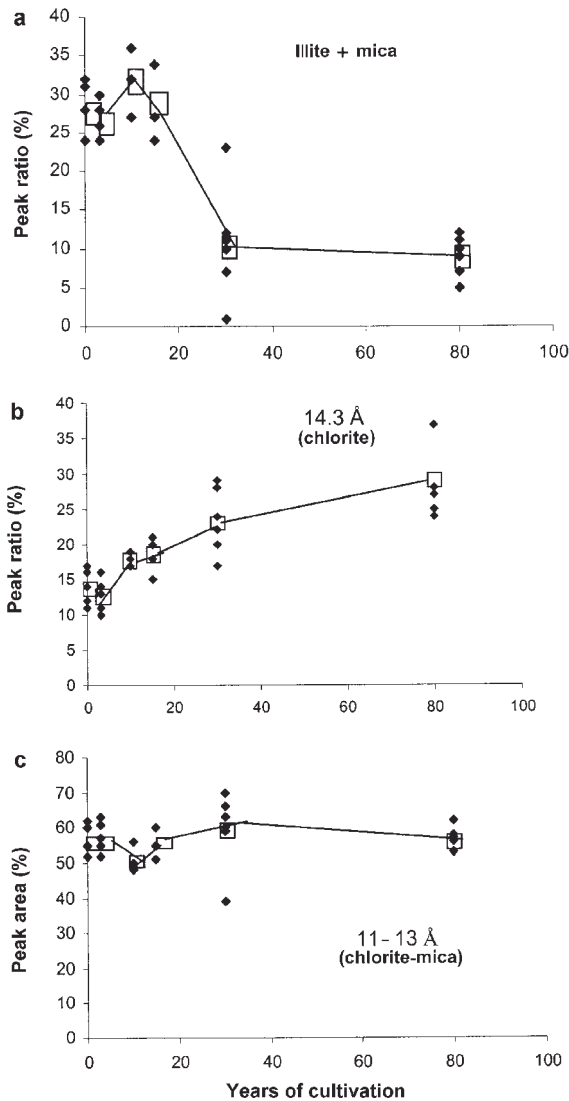 a
Illite + mica
Peak ratio (%)
40
35
30
25
20
15
10
5
0
0 20 40 60 80 100
b
14.3 Å
(chlorite)
Peak ratio (%)
40
35
30
25
20
15
10
5
0
0 20 40 60 80 100
c
Peak area (%)
80
70
60
50
40
30
20
10
0
11– 13 Å
(chlorite-mica)
0 20 40 60 80 100
Years of cultivation